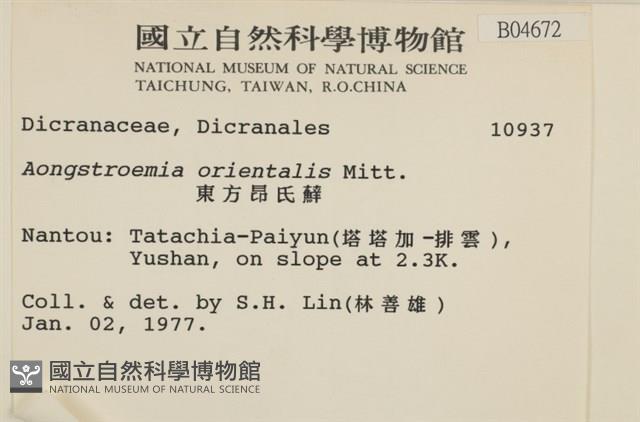 國立自然科學博物館
B04672
NATIONAL MUSEUM OF NATURAL SCIENCE
TAICHUNG, TAIWAN, R.O.CHINA
Dicranaceae, Dicranales 10937
Aongstroemia orientalis Mitt.
東方昂氏蘚
Nantou: Tatachia-Paiyun(塔塔加-排雲),
Yushan, on slope at 2.3K.
Coll. & det. by S.H. Lin(林善雄)
Jan. 02, 1977.
國立自然科學博物館
NATIONAL MUSEUM OF NATURAL SCIENCE